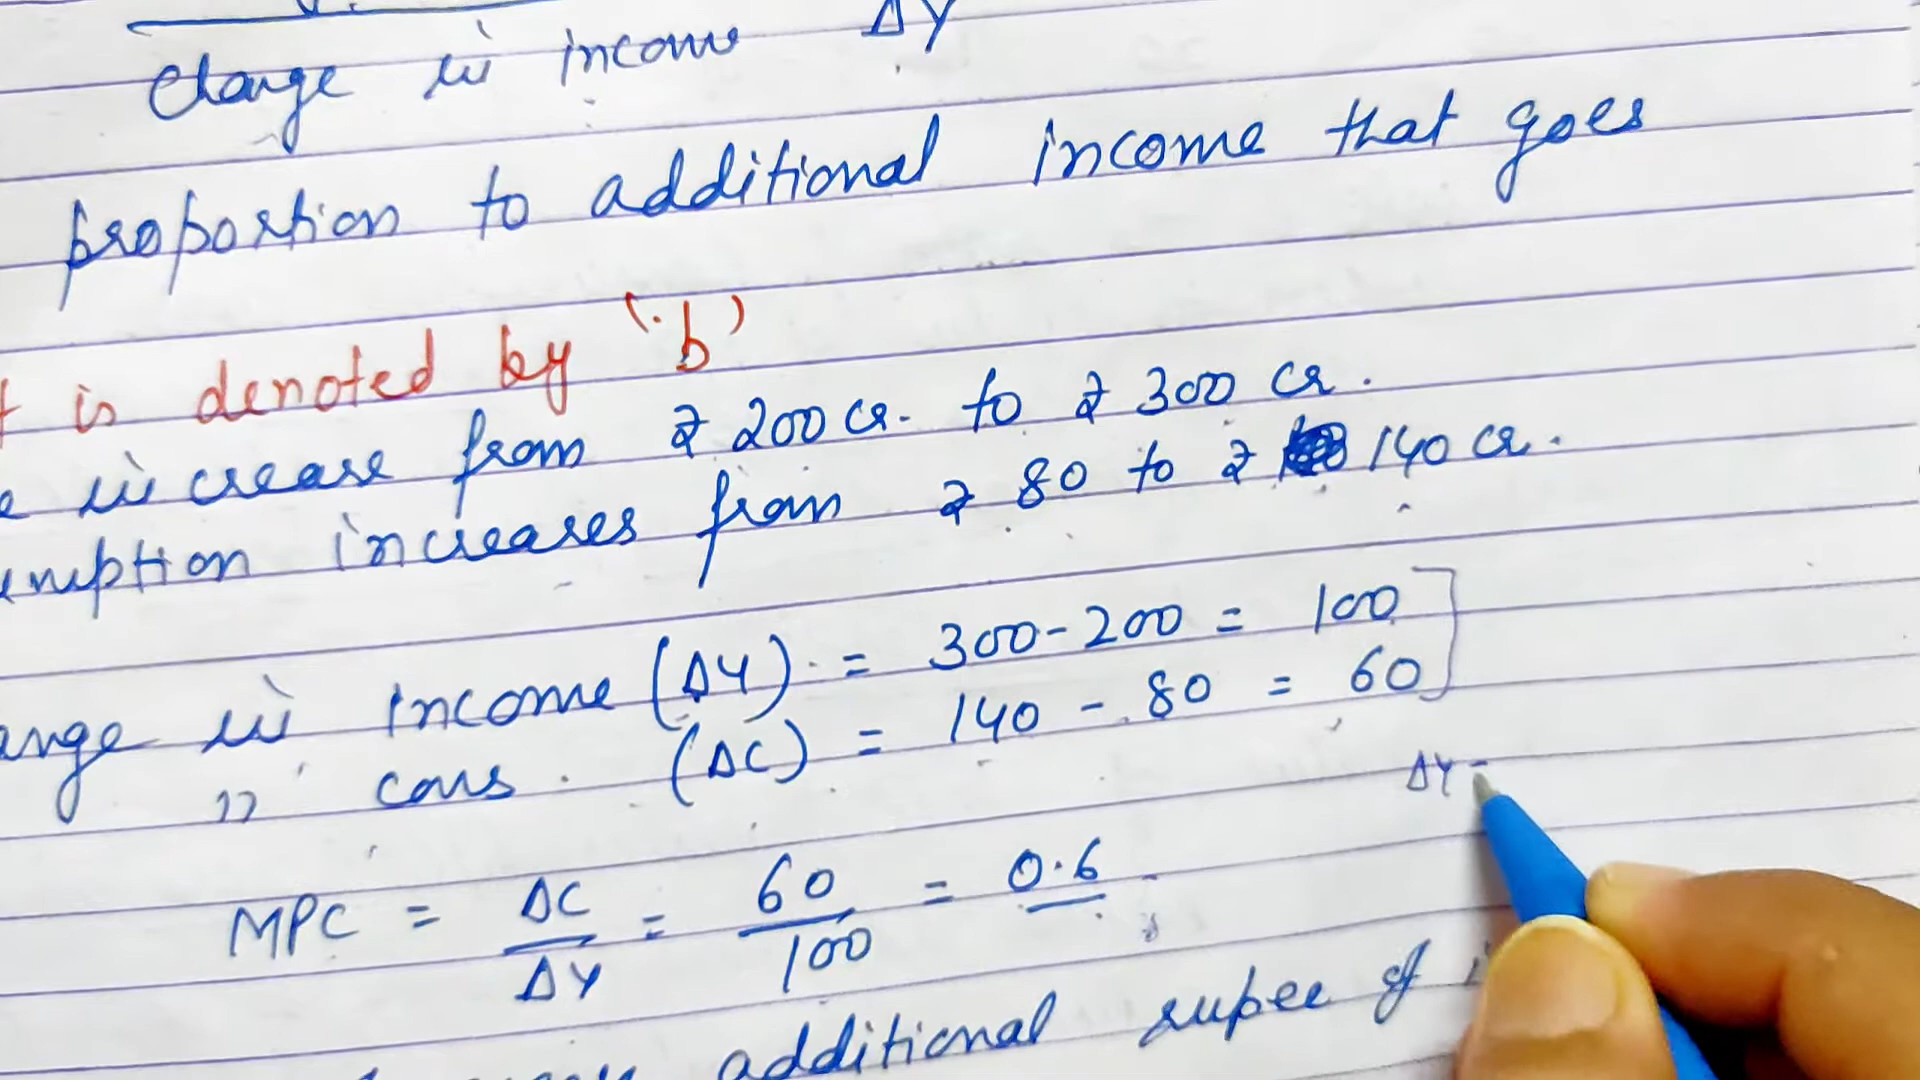 change in income ΔY
proportion to additional income that goes
is denoted by 'b'
increase from ₹ 200 cr. to ₹ 300 cr.
increases from ₹ 80 to ₹ 140 cr.
in income (ΔY) = 300 - 200 = 100
" cons. (ΔC) = 140 - 80 = 60
ΔY =
MPC = ΔC/ΔY = 60/100 = 0.6
additional rupee of